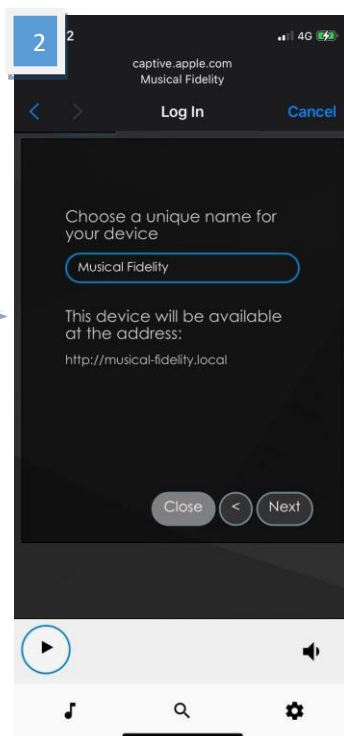 2
2
4G
captive.apple.com
Musical Fidelity
< > Log In Cancel
Choose a unique name for
your device
Musical Fidelity
This device will be available
at the address:
http://musical-fidelity.local
Close < Next